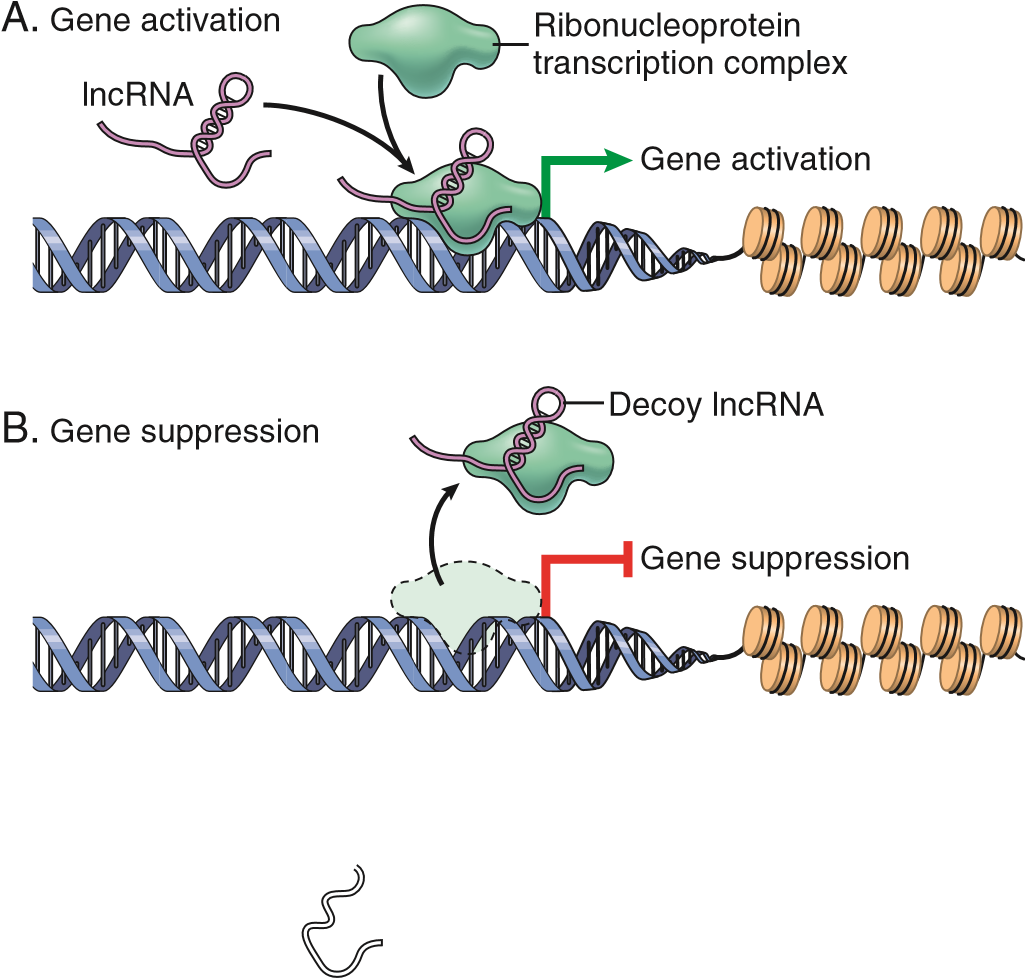 A. Gene activation
Ribonucleoprotein
transcription complex
lncRNA
Gene activation
B. Gene suppression
Decoy lncRNA
Gene suppression